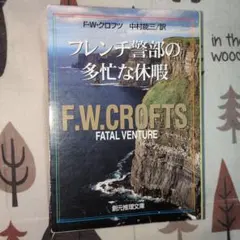 F・W・クロフツ 中村能三/訳
フレンチ警部の
多忙な休暇
F.W.CROFTS
FATAL VENTURE
創元推理文庫
in the
woo